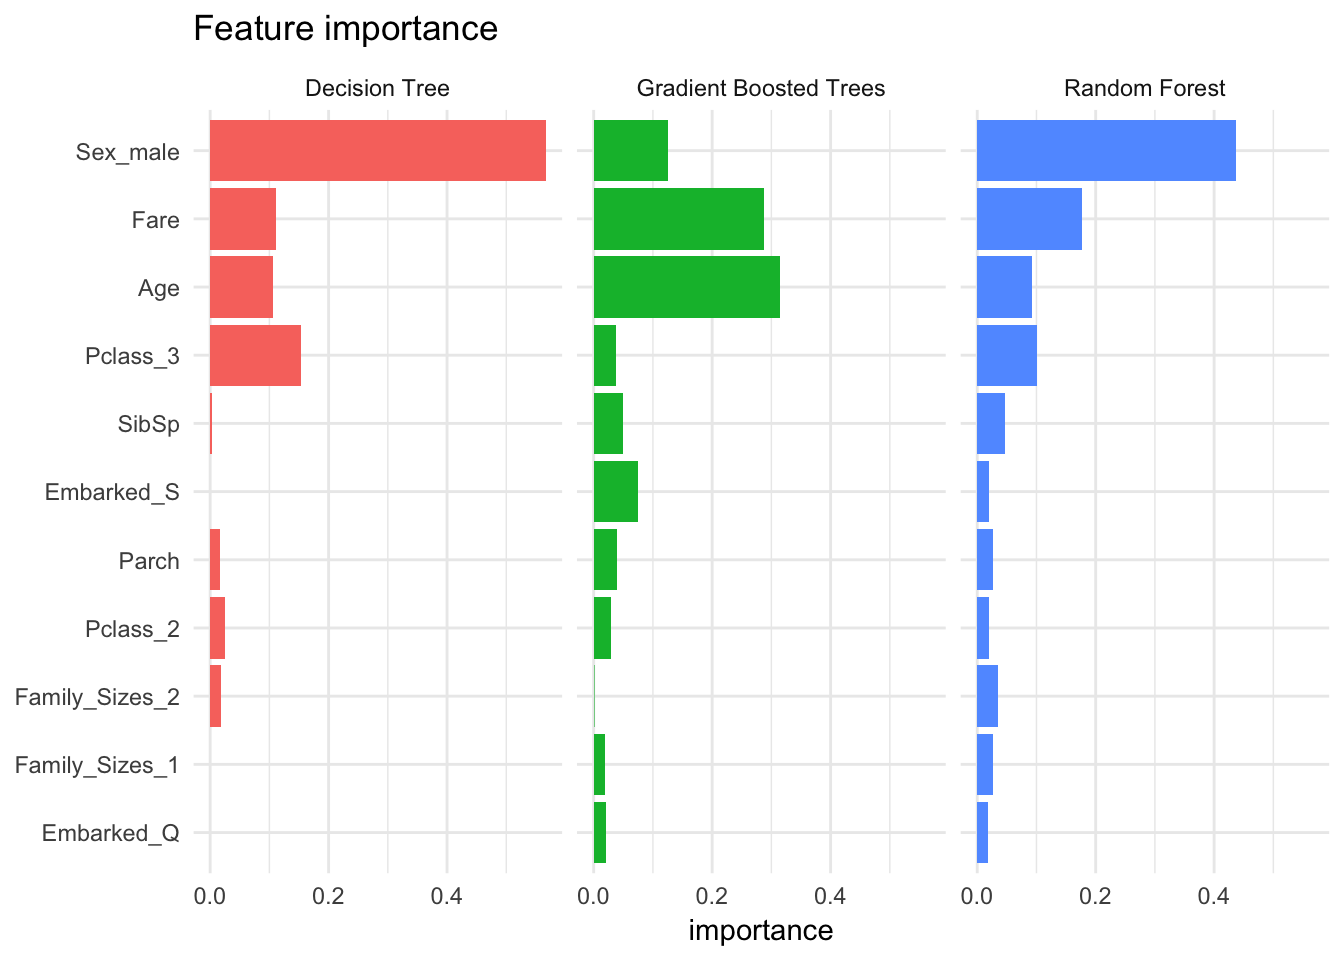 Feature importance
Decision Tree
Gradient Boosted Trees
Random Forest
Sex_male
Fare
Age
Pclass_3
SibSp
Embarked_S
Parch
Pclass_2
Family_Sizes_2
Family_Sizes_1
Embarked_Q
0.0 0.2 0.4
0.0 0.2 0.4
0.0 0.2 0.4
importance